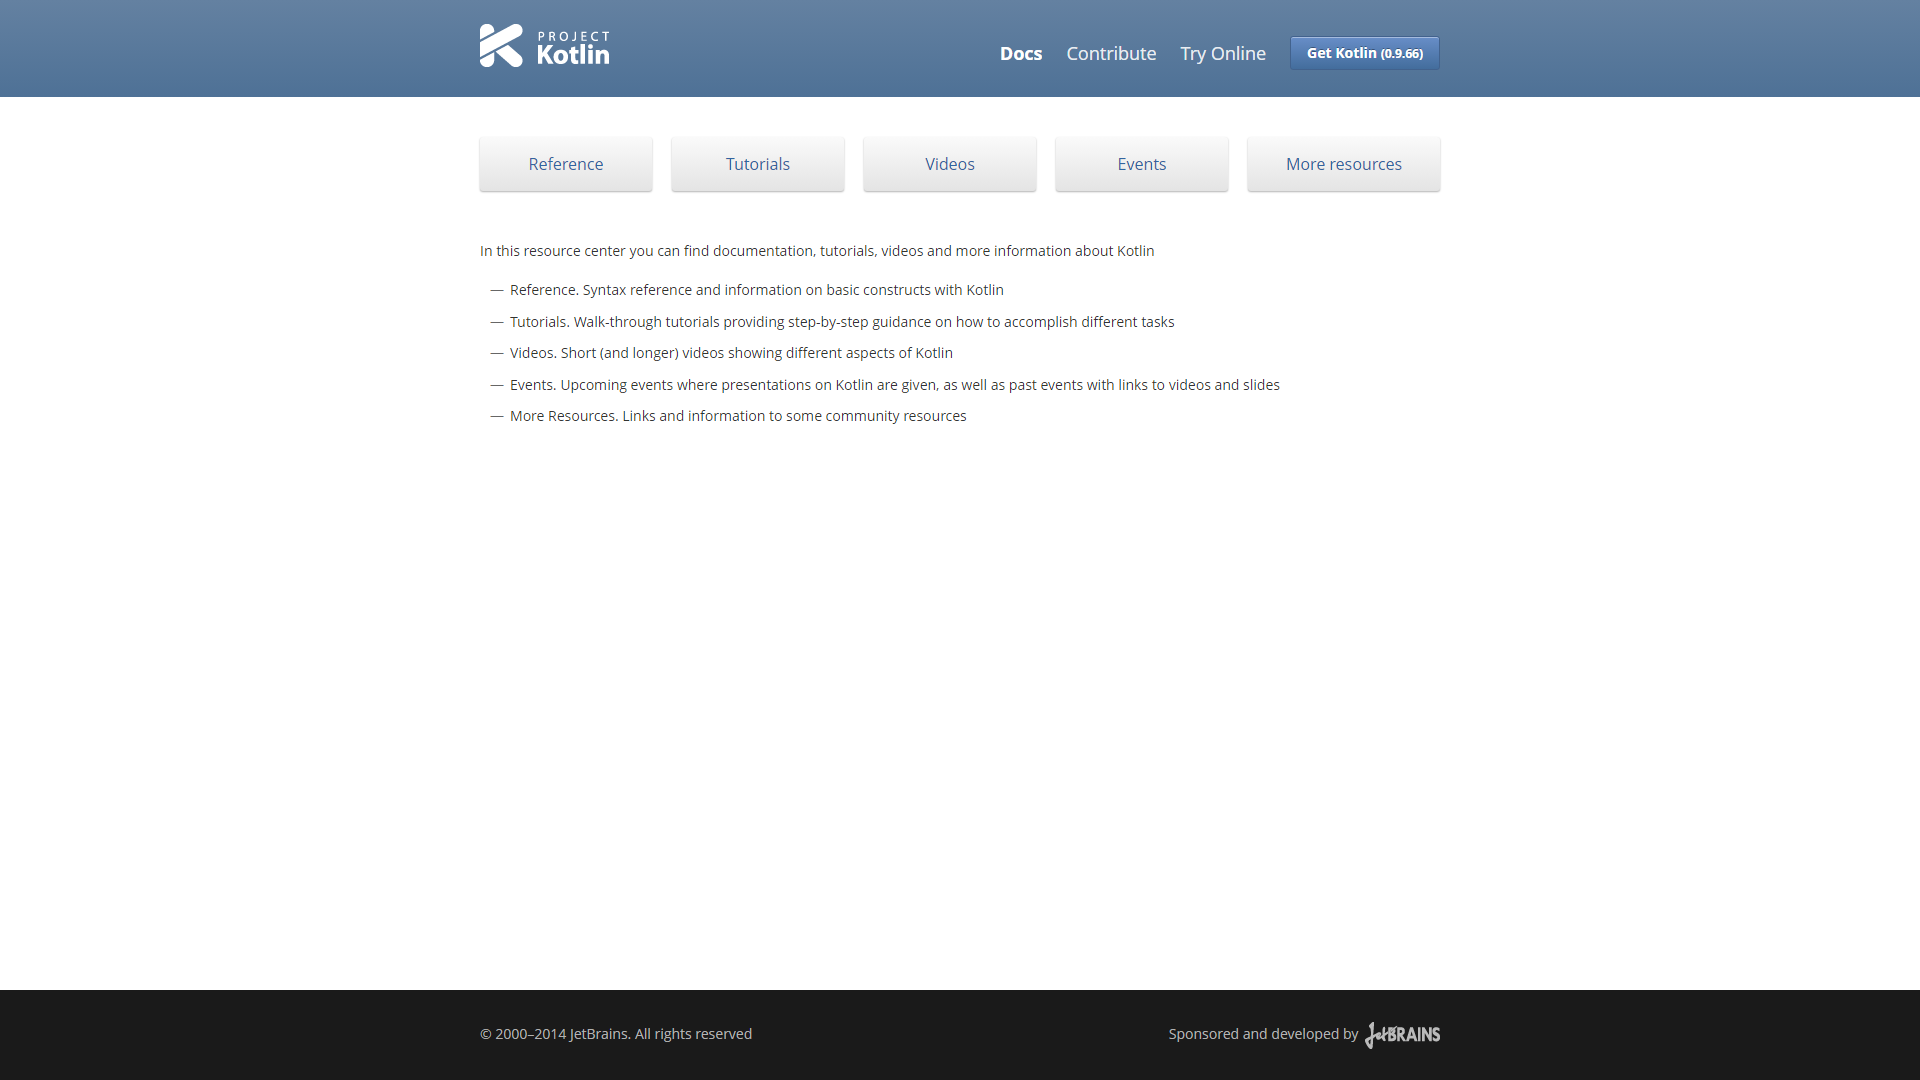 PROJECT
Kotlin
Docs Contribute Try Online Get Kotlin (0.9.66)
Reference Tutorials Videos Events More resources
In this resource center you can find documentation, tutorials, videos and more information about Kotlin
— Reference. Syntax reference and information on basic constructs with Kotlin
— Tutorials. Walk-through tutorials providing step-by-step guidance on how to accomplish different tasks
— Videos. Short (and longer) videos showing different aspects of Kotlin
— Events. Upcoming events where presentations on Kotlin are given, as well as past events with links to videos and slides
— More Resources. Links and information to some community resources
© 2000–2014 JetBrains. All rights reserved
Sponsored and developed by JetBRAINS